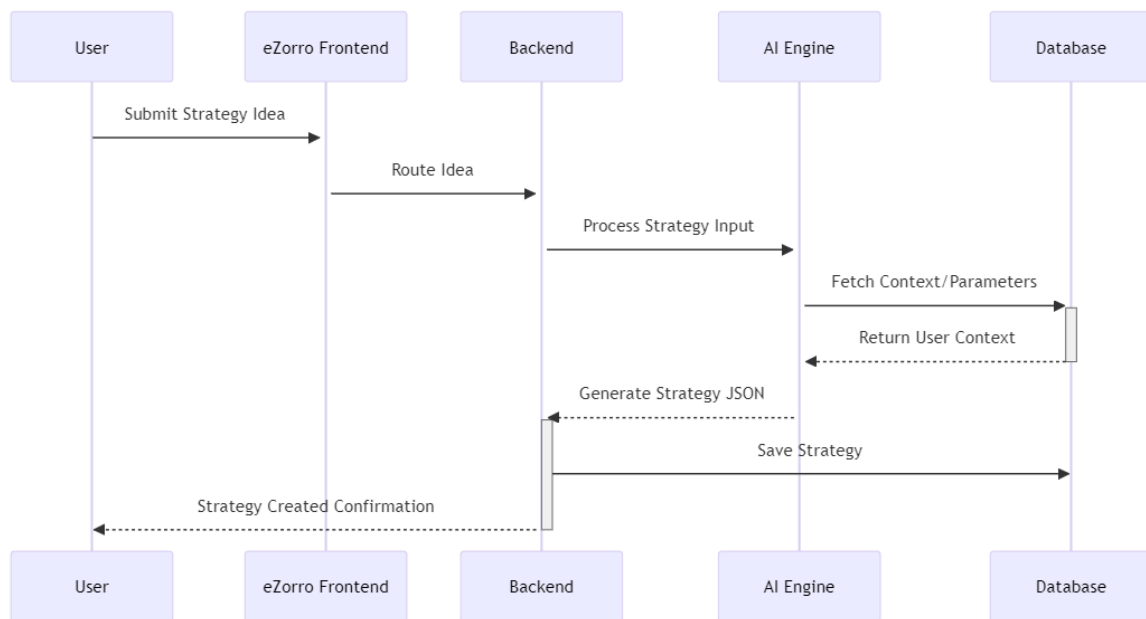 User
eZorro Frontend
Backend
AI Engine
Database
Submit Strategy Idea
Route Idea
Process Strategy Input
Fetch Context/Parameters
Return User Context
Generate Strategy JSON
Save Strategy
Strategy Created Confirmation
User
eZorro Frontend
Backend
AI Engine
Database